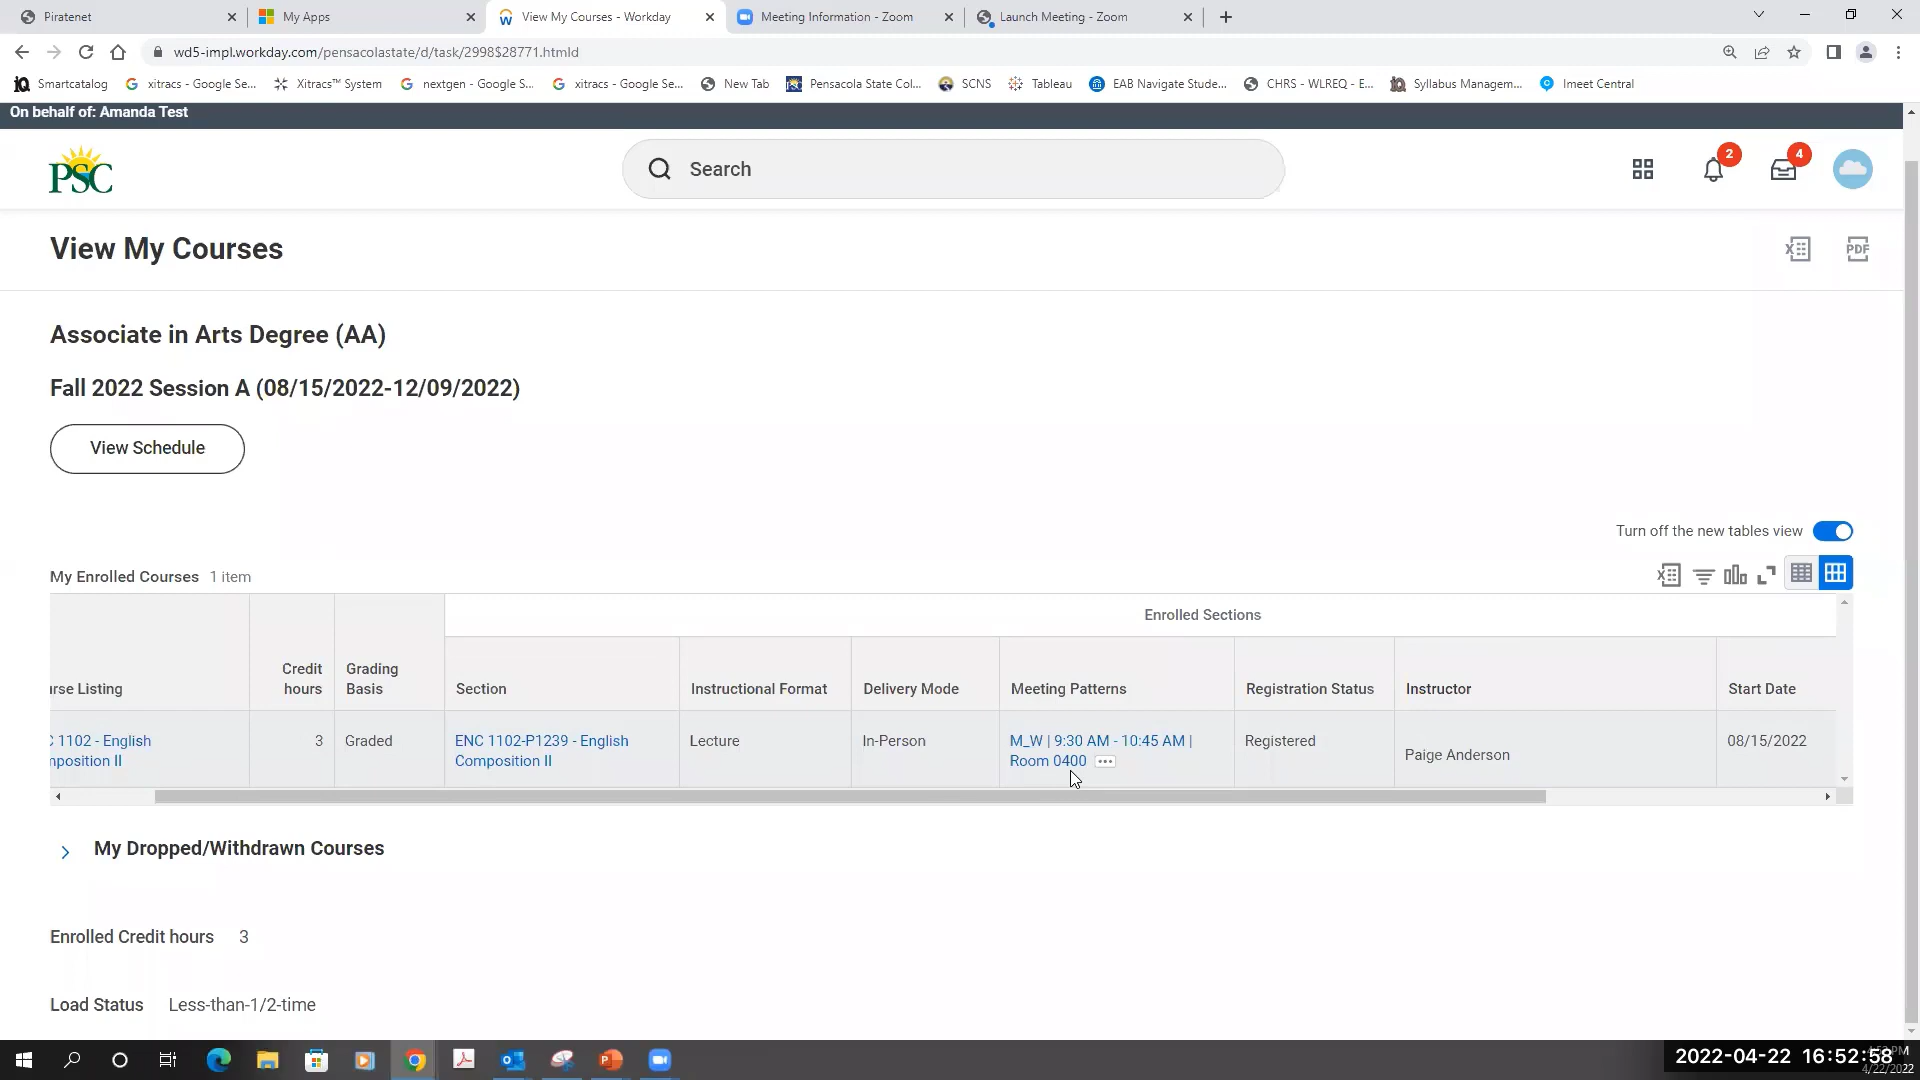 Piratenet
My Apps
View My Courses - Workday
Meeting Information - Zoom
Launch Meeting - Zoom
wd5-impl.workday.com/pensacolastate/d/task/2998$28771.htmld
Smartcatalog
xitracs - Google Se...
Xitracs™ System
nextgen - Google S...
xitracs - Google Se...
New Tab
Pensacola State Col...
SCNS
Tableau
EAB Navigate Stude...
CHRS - WLREQ - E...
Syllabus Managem...
Imeet Central
On behalf of: Amanda Test
PSC
Search
2
4
View My Courses
PDF
Associate in Arts Degree (AA)
Fall 2022 Session A (08/15/2022-12/09/2022)
View Schedule
Turn off the new tables view
My Enrolled Courses 1 item
Enrolled Sections
urse Listing
Credit hours
Grading Basis
Section
Instructional Format
Delivery Mode
Meeting Patterns
Registration Status
Instructor
Start Date
C 1102 - English
mposition II
3
Graded
ENC 1102-P1239 - English
Composition II
Lecture
In-Person
M_W | 9:30 AM - 10:45 AM |
Room 0400
Registered
Paige Anderson
08/15/2022
My Dropped/Withdrawn Courses
Enrolled Credit hours 3
Load Status Less-than-1/2-time
2022-04-22 16:52:58
4/22/2022